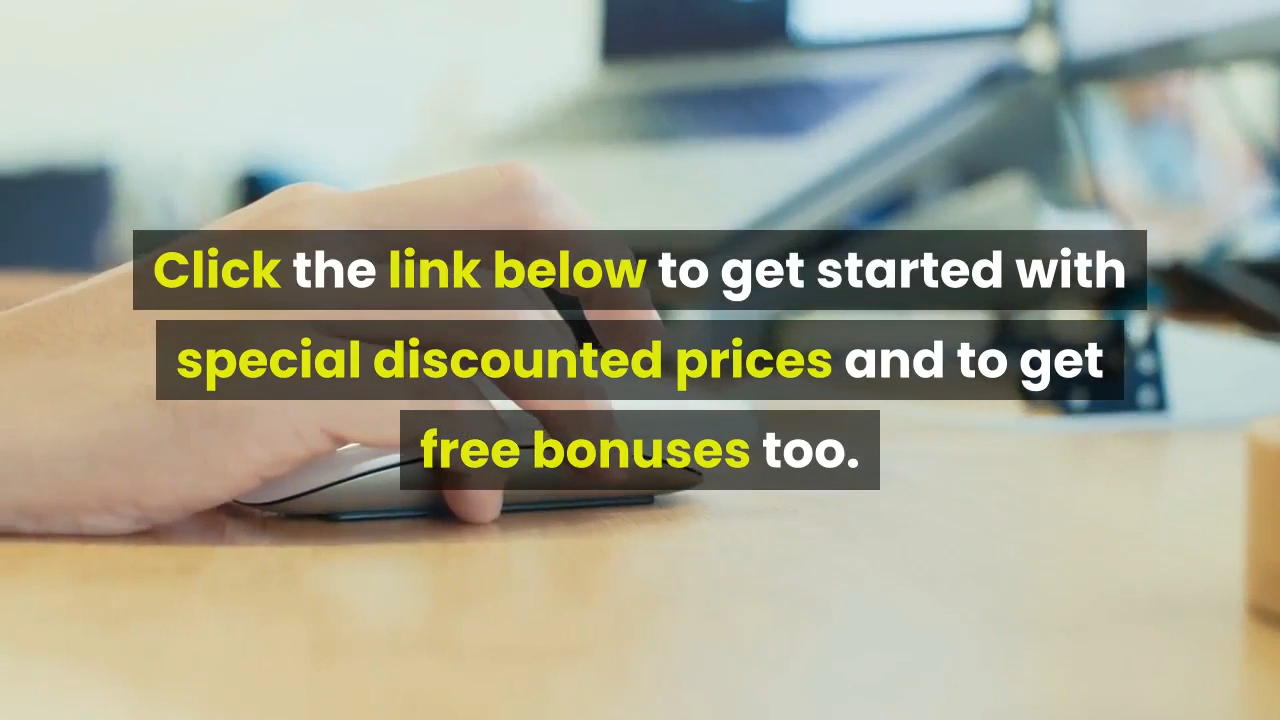 Click the link below to get started with
special discounted prices and to get
free bonuses too.